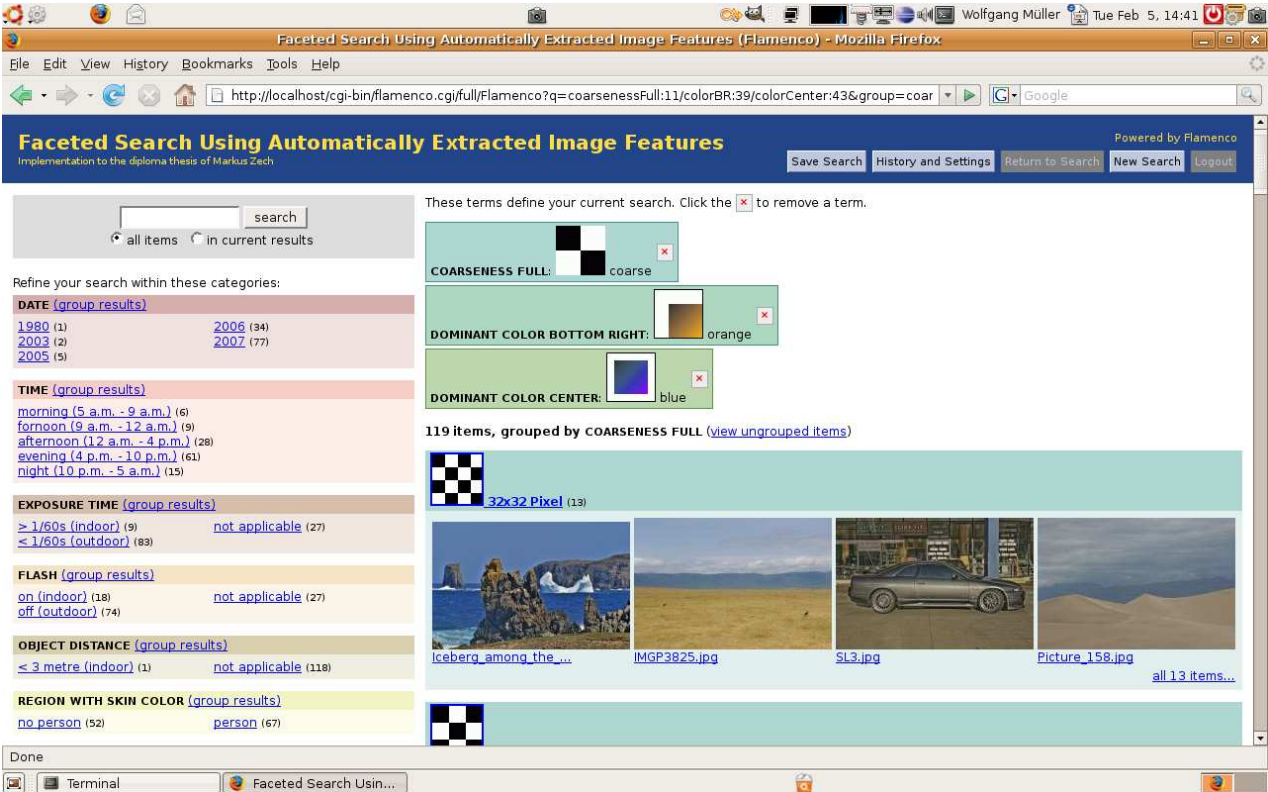 Wolfgang Müller Tue Feb 5, 14:41
Faceted Search Using Automatically Extracted Image Features (Flamenco) - Mozilla Firefox
File Edit View History Bookmarks Tools Help
http://localhost/cgi-bin/flamenco.cgi/full/Flamenco?q=coarsenessFull:11/colorBR:39/colorCenter:43&group=coar
G Google
Faceted Search Using Automatically Extracted Image Features
Implementation to the diploma thesis of Markus Zech
Powered by Flamenco
Save Search History and Settings Return to Search New Search Logout
search
all items in current results
Refine your search within these categories:
DATE (group results)
1980 (1) 2006 (34)
2003 (2) 2007 (77)
2005 (5)
TIME (group results)
morning (5 a.m. - 9 a.m.) (6)
fornoon (9 a.m. - 12 a.m.) (9)
afternoon (12 a.m. - 4 p.m.) (28)
evening (4 p.m. - 10 p.m.) (61)
night (10 p.m. - 5 a.m.) (15)
EXPOSURE TIME (group results)
> 1/60s (indoor) (9) not applicable (27)
< 1/60s (outdoor) (83)
FLASH (group results)
on (indoor) (18) not applicable (27)
off (outdoor) (74)
OBJECT DISTANCE (group results)
< 3 metre (indoor) (1) not applicable (118)
REGION WITH SKIN COLOR (group results)
no person (52) person (67)
These terms define your current search. Click the × to remove a term.
COARSENESS FULL: coarse
DOMINANT COLOR BOTTOM RIGHT: orange
DOMINANT COLOR CENTER: blue
119 items, grouped by COARSENESS FULL (view ungrouped items)
32x32 Pixel (13)
Iceberg_among_the_... IMGP3825.jpg SL3.jpg Picture_158.jpg
all 13 items...
Done
Terminal Faceted Search Usin...